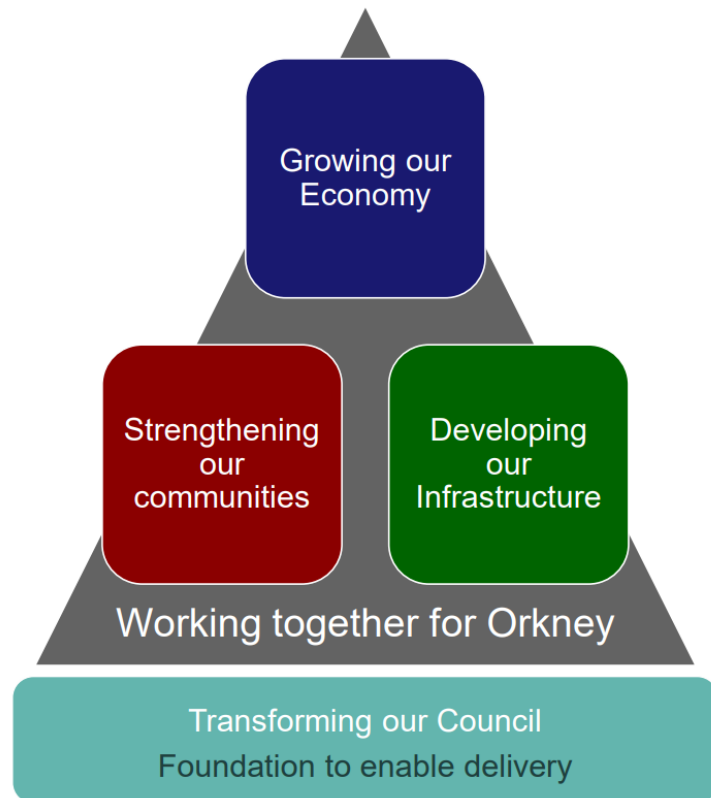 Growing our
Economy
Strengthening
our
communities
Developing
our
Infrastructure
Working together for Orkney
Transforming our Council
Foundation to enable delivery